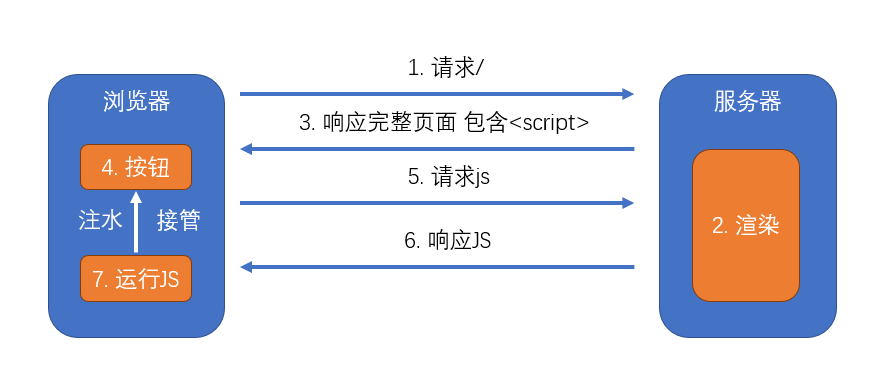 1. 请求/
浏览器
服务器
3. 响应完整页面 包含<script>
4. 按钮
5. 请求js
注水 接管
2. 渲染
6. 响应JS
7. 运行JS